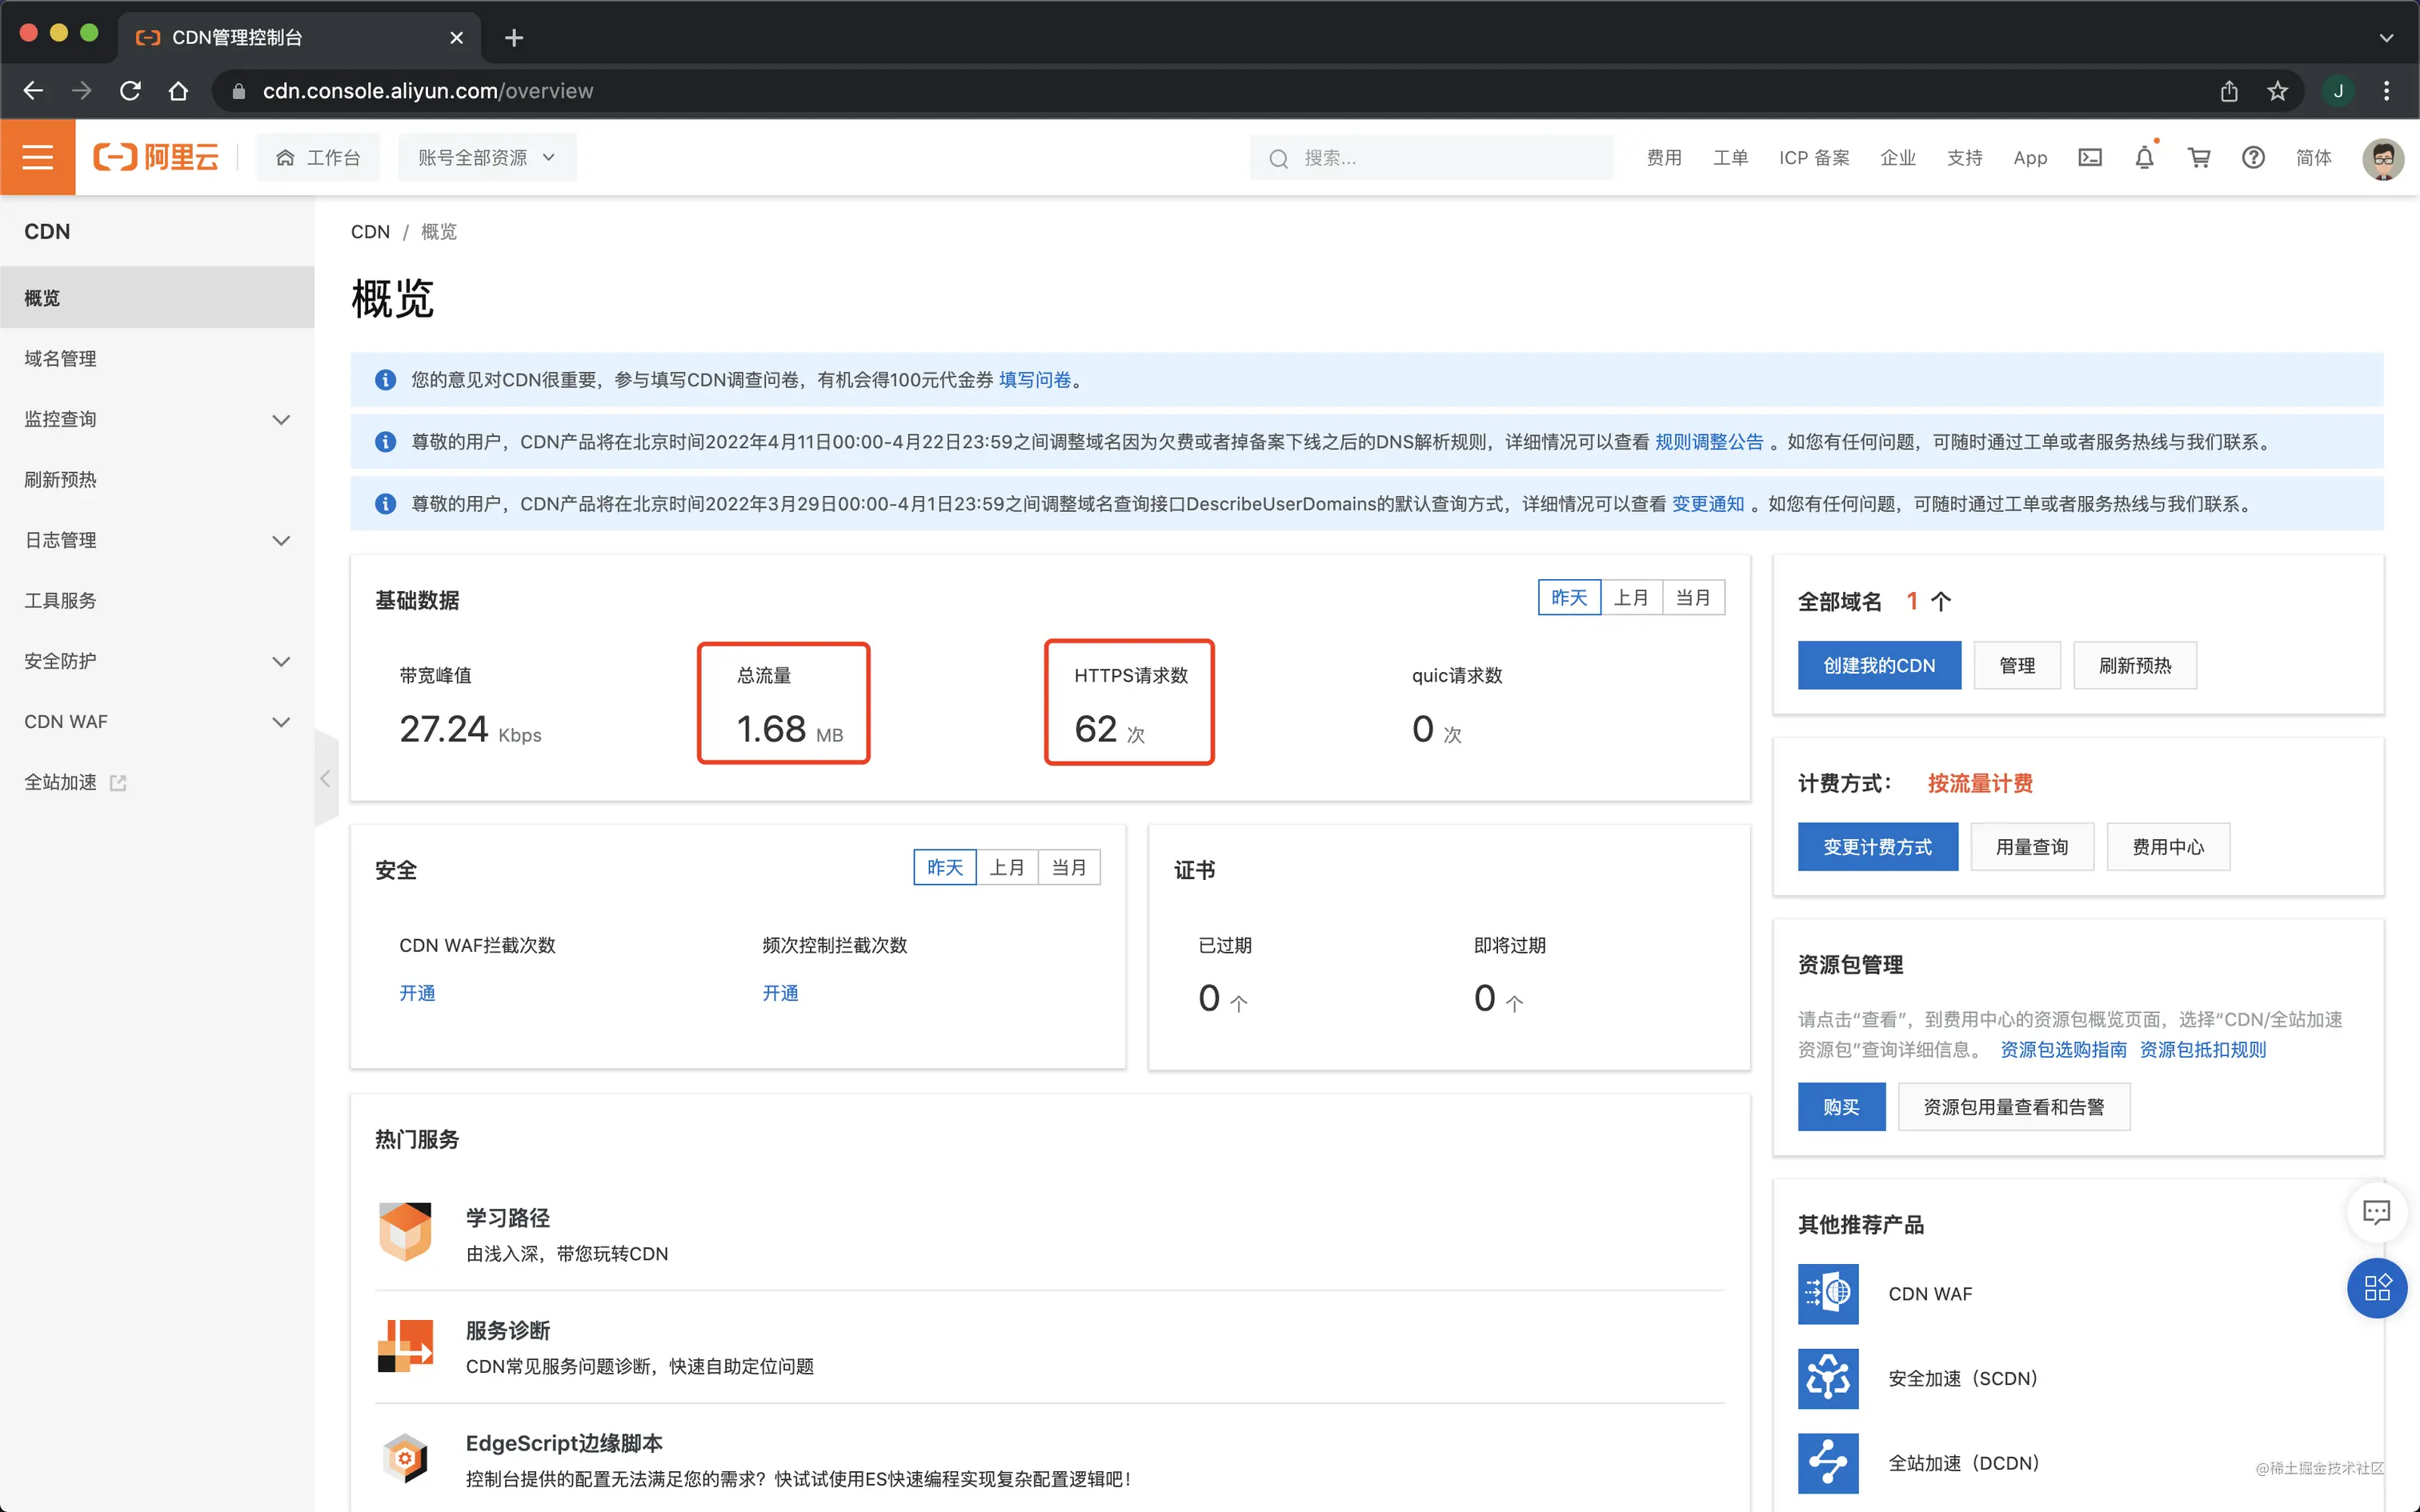 CDN管理控制台
cdn.console.aliyun.com/overview
J
阿里云
工作台
账号全部资源
搜索...
费用
工单
ICP 备案
企业
支持
App
简体
CDN
概览
域名管理
监控查询
刷新预热
日志管理
工具服务
安全防护
CDN WAF
全站加速
CDN / 概览
概览
您的意见对CDN很重要，参与填写CDN调查问卷，有机会得100元代金券 填写问卷。
尊敬的用户，CDN产品将在北京时间2022年4月11日00:00-4月22日23:59之间调整域名因为欠费或者掉备案下线之后的DNS解析规则，详细情况可以查看 规则调整公告 。如您有任何问题，可随时通过工单或者服务热线与我们联系。
尊敬的用户，CDN产品将在北京时间2022年3月29日00:00-4月1日23:59之间调整域名查询接口DescribeUserDomains的默认查询方式，详细情况可以查看 变更通知 。如您有任何问题，可随时通过工单或者服务热线与我们联系。
基础数据
昨天 上月 当月
带宽峰值
27.24 Kbps
总流量
1.68 MB
HTTPS请求数
62 次
quic请求数
0 次
安全
昨天 上月 当月
CDN WAF拦截次数
开通
频次控制拦截次数
开通
证书
已过期
0 个
即将过期
0 个
热门服务
学习路径
由浅入深，带您玩转CDN
服务诊断
CDN常见服务问题诊断，快速自助定位问题
EdgeScript边缘脚本
控制台提供的配置无法满足您的需求？快试试使用ES快速编程实现复杂配置逻辑吧！
全部域名 1 个
创建我的CDN 管理 刷新预热
计费方式： 按流量计费
变更计费方式 用量查询 费用中心
资源包管理
请点击“查看”，到费用中心的资源包概览页面，选择“CDN/全站加速
资源包”查询详细信息。 资源包选购指南 资源包抵扣规则
购买 资源包用量查看和告警
其他推荐产品
CDN WAF
安全加速（SCDN）
全站加速（DCDN）
@稀土掘金技术社区